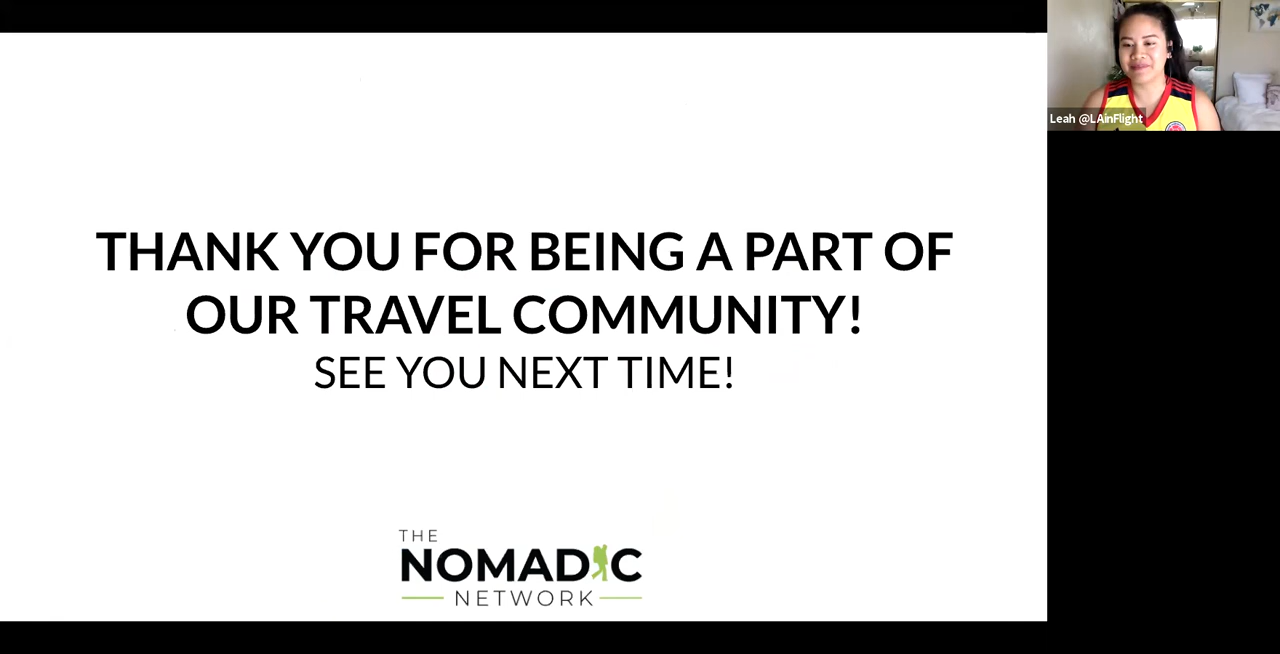 Leah @LAinFlight
THANK YOU FOR BEING A PART OF
OUR TRAVEL COMMUNITY!
SEE YOU NEXT TIME!
THE
NOMADIC
NETWORK